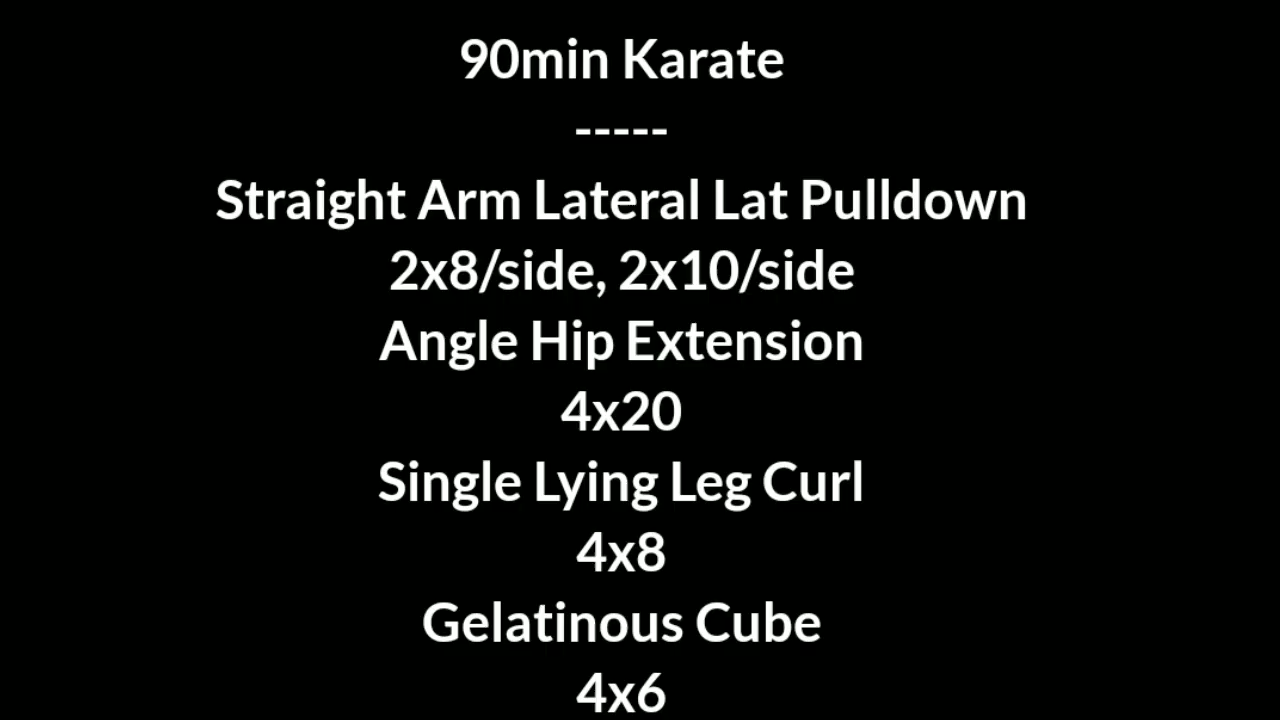 90min Karate
-----
Straight Arm Lateral Lat Pulldown
2x8/side, 2x10/side
Angle Hip Extension
4x20
Single Lying Leg Curl
4x8
Gelatinous Cube
4x6